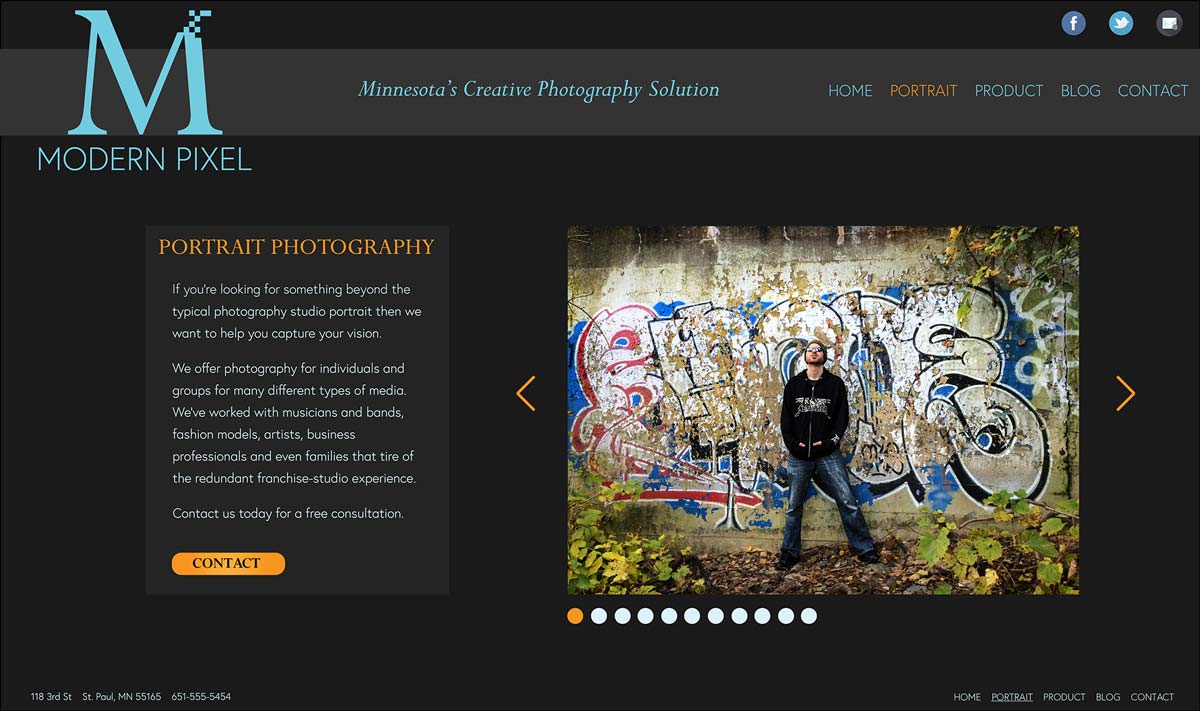 M
MODERN PIXEL
Minnesota's Creative Photography Solution
HOME PORTRAIT PRODUCT BLOG CONTACT
PORTRAIT PHOTOGRAPHY
If you're looking for something beyond the
typical photography studio portrait then we
want to help you capture your vision.
We offer photography for individuals and
groups for many different types of media.
We've worked with musicians and bands,
fashion models, artists, business
professionals and even families that tire of
the redundant franchise-studio experience.
Contact us today for a free consultation.
CONTACT
118 3rd St St. Paul, MN 55165 651-555-5454
HOME PORTRAIT PRODUCT BLOG CONTACT